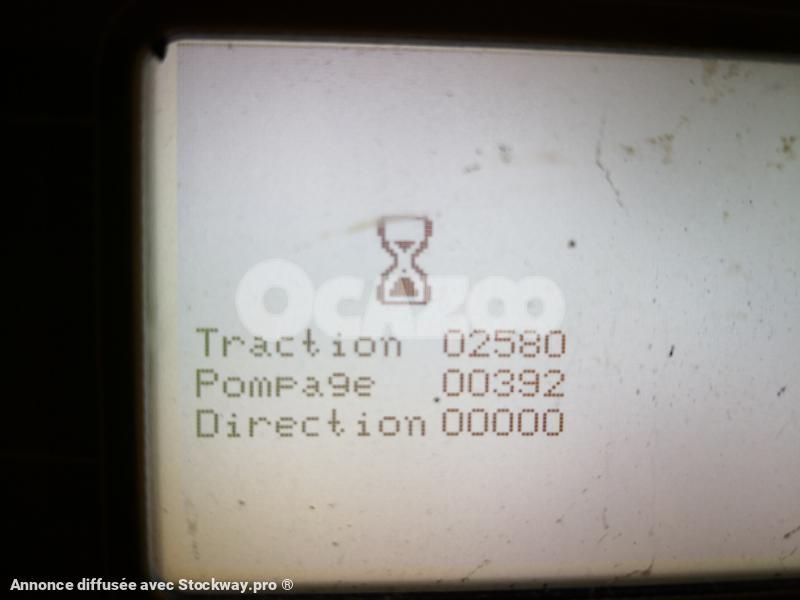 OCAZOO
Traction 02580
Pompage 00392
Direction 00000
Annonce diffusée avec Stockway.pro ®